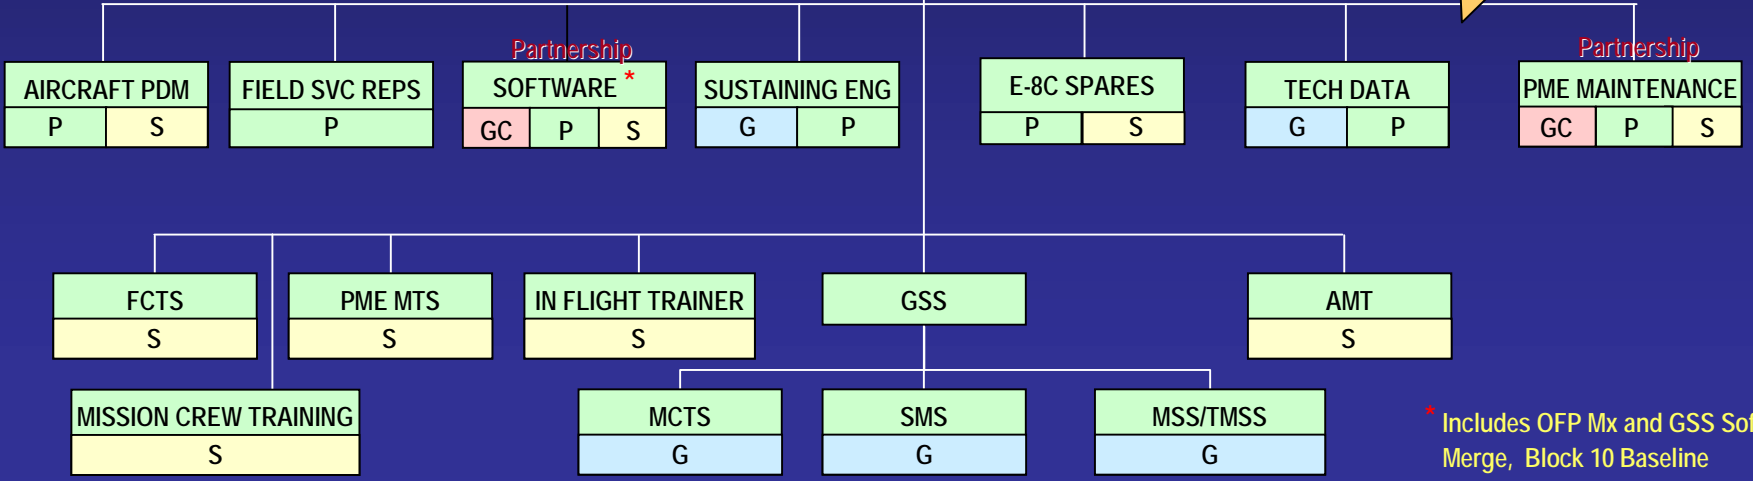 Partnership
Partnership
AIRCRAFT PDM
P S
FIELD SVC REPS
P
SOFTWARE *
GC P S
SUSTAINING ENG
G P
E-8C SPARES
P S
TECH DATA
G P
PME MAINTENANCE
GC P S
FCTS
S
PME MTS
S
IN FLIGHT TRAINER
S
GSS
AMT
S
MISSION CREW TRAINING
S
MCTS
G
SMS
G
MSS/TMSS
G
* Includes OFP Mx and GSS
Merge, Block 10 Baseline